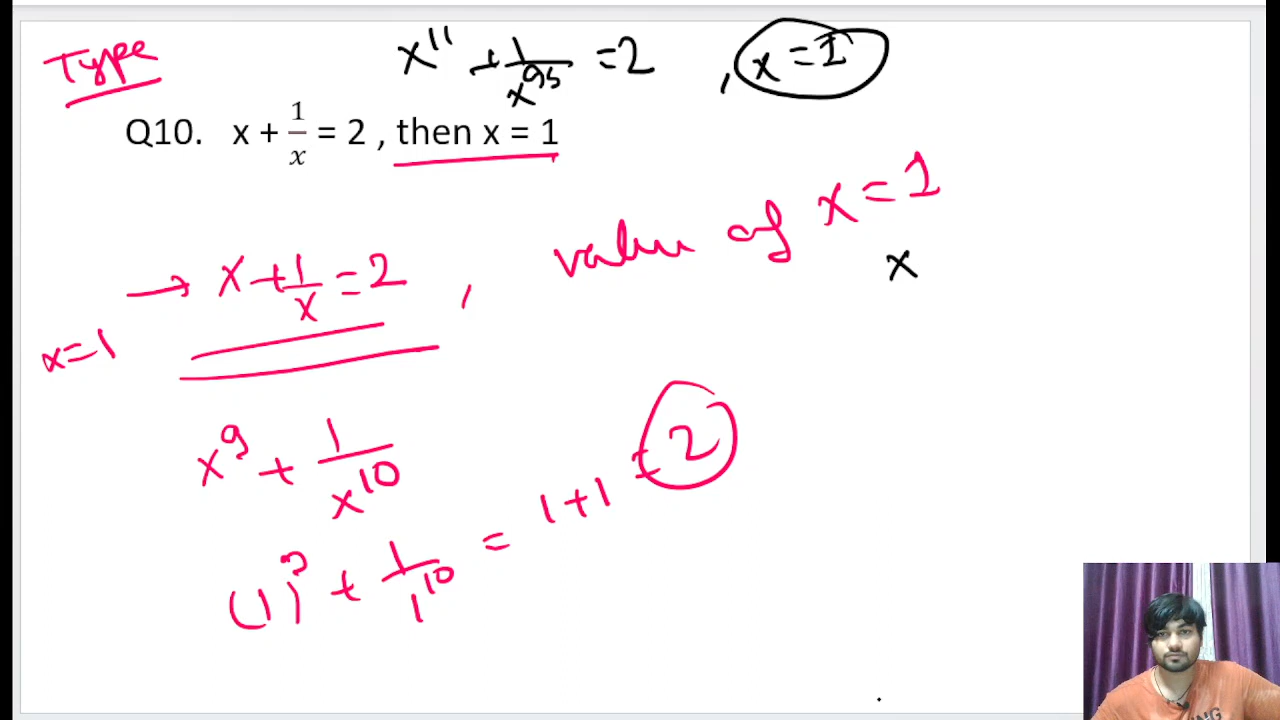 Type
x¹¹ + 1/x⁹⁵ = 2 , x = 1
Q10. x + 1/x = 2 , then x = 1
→ x + 1/x = 2 , value of x = 1
x
x=1
x⁹ + 1/x¹⁰
(1)⁹ + 1/1¹⁰ = 1+1 = 2